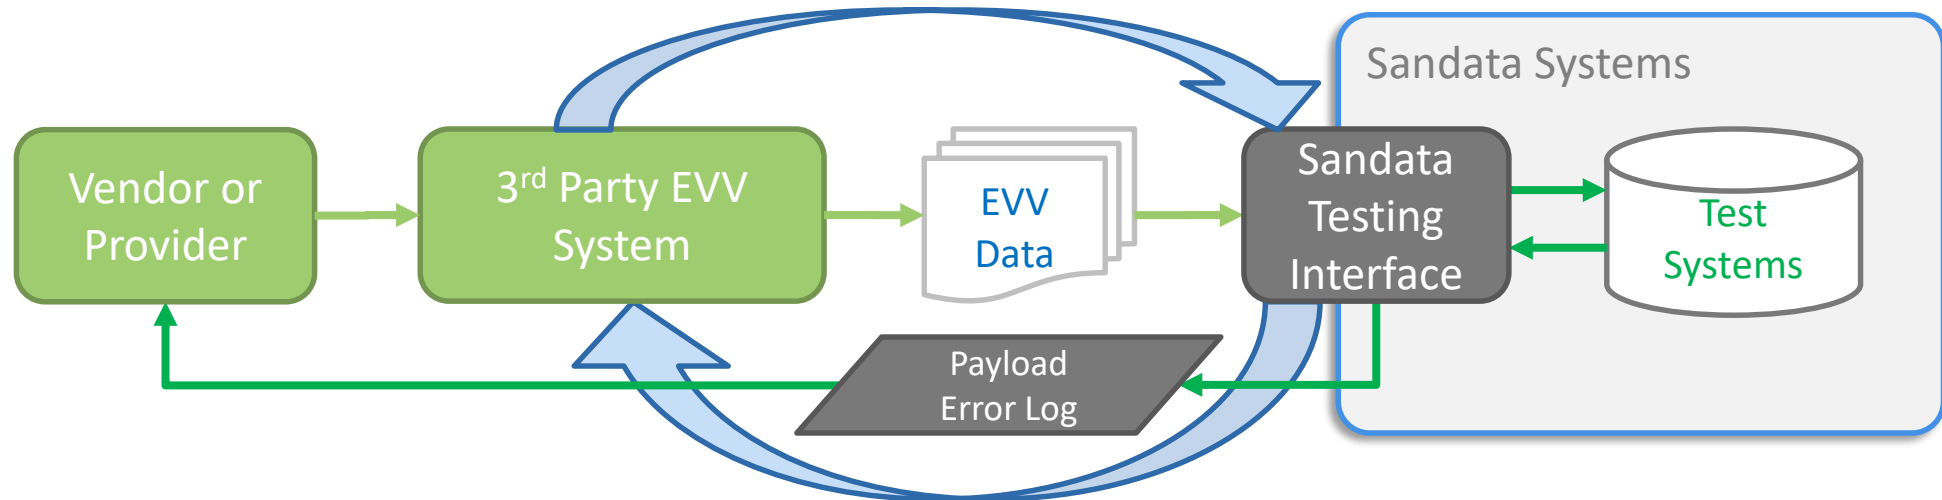 Sandata Systems
Vendor or
Provider
3rd Party EVV
System
EVV
Data
Sandata
Testing
Interface
Test
Systems
Payload
Error Log